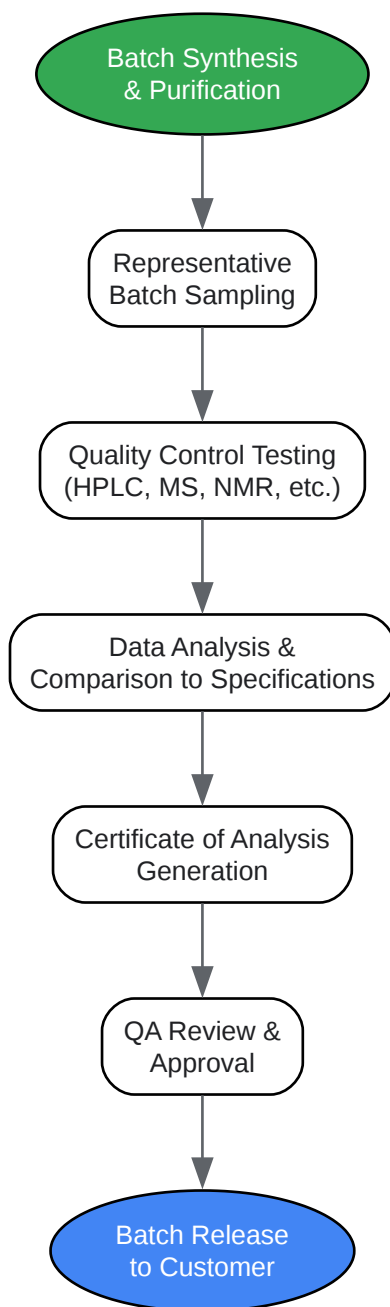 Batch Synthesis
& Purification
Representative
Batch Sampling
Quality Control Testing
(HPLC, MS, NMR, etc.)
Data Analysis &
Comparison to Specifications
Certificate of Analysis
Generation
QA Review &
Approval
Batch Release
to Customer